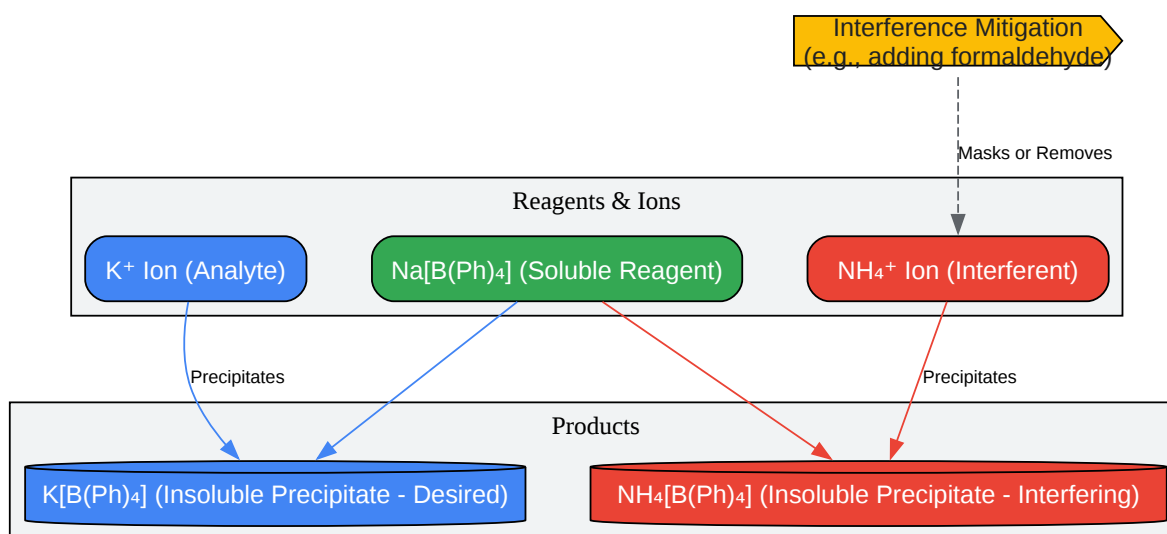 Interference Mitigation
(e.g., adding formaldehyde)
Masks or Removes
Reagents & Ions
K⁺ Ion (Analyte)
Na[B(Ph)₄] (Soluble Reagent)
NH₄⁺ Ion (Interferent)
Precipitates
Precipitates
Products
K[B(Ph)₄] (Insoluble Precipitate - Desired)
NH₄[B(Ph)₄] (Insoluble Precipitate - Interfering)